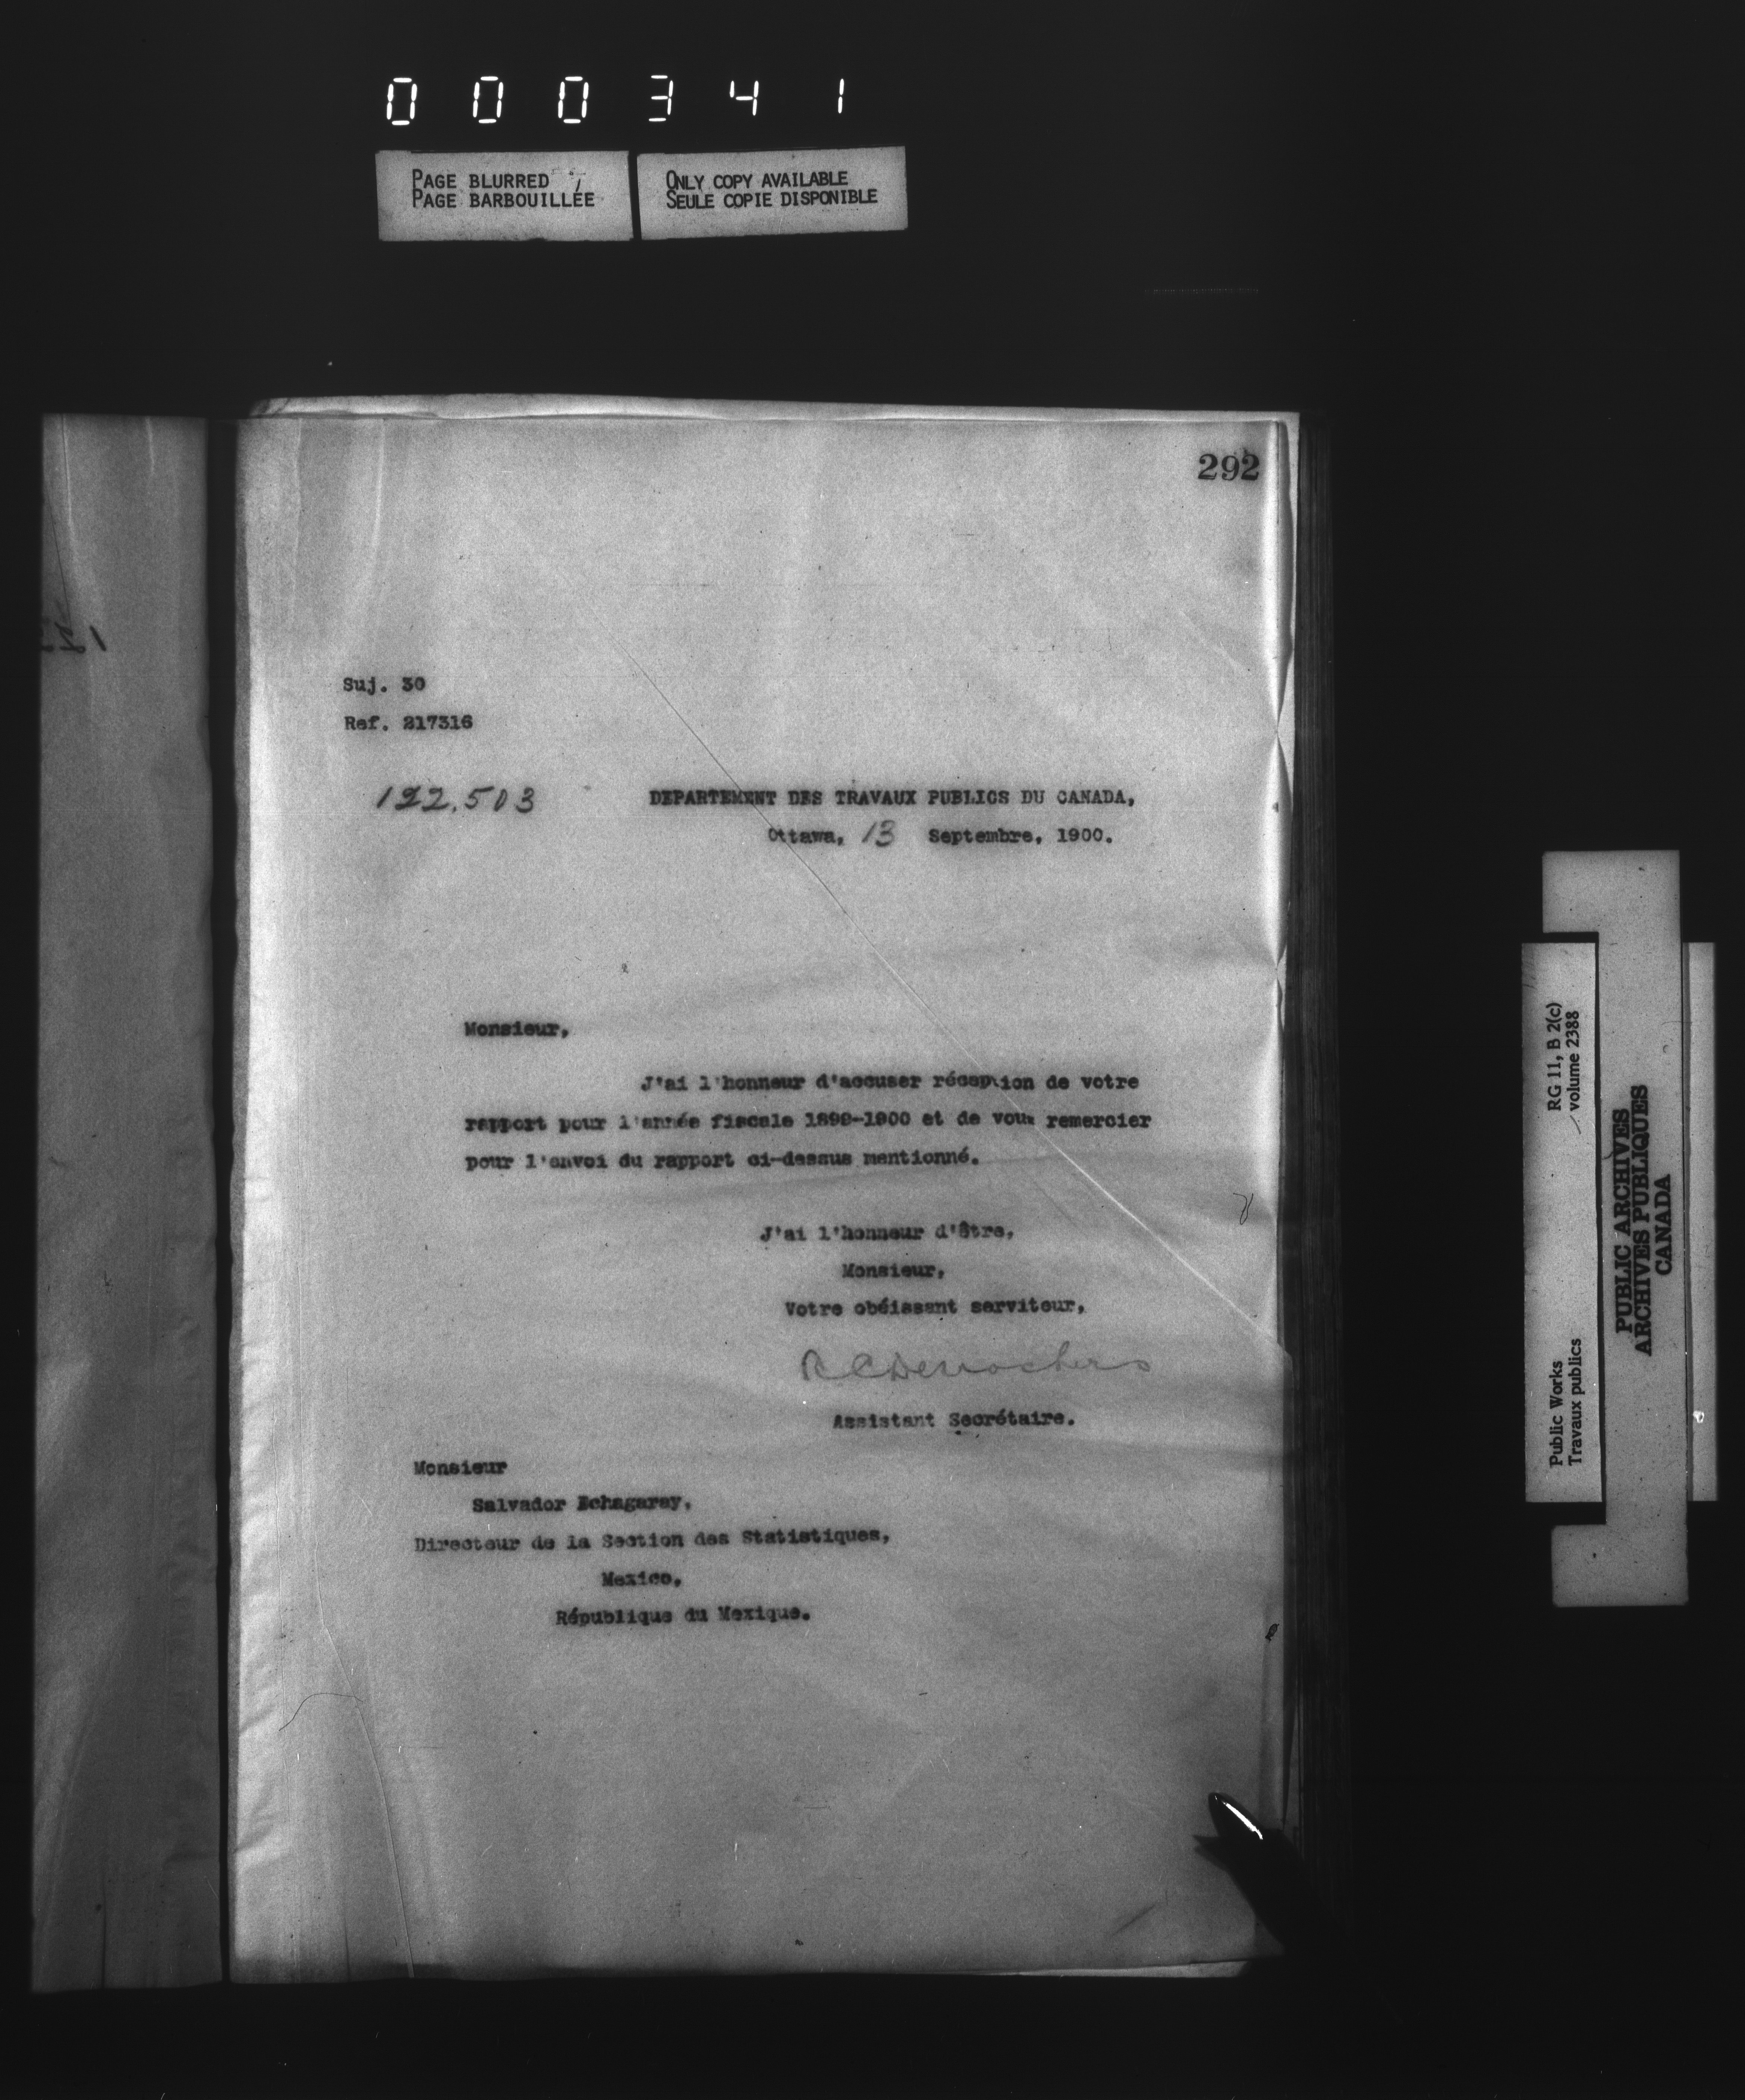 000341
PAGE BLURRED
PAGE BARBOUILLÉE
ONLY COPY AVAILABLE
SEULE COPIE DISPONIBLE
292
Suj. 30
Ref. 217316
122,503
DEPARTEMENT DES TRAVAUX PUBLICS DU CANADA,
Ottawa, 13 Septembre, 1900.
Monsieur,
J'ai l'honneur d'accuser réception de votre
rapport pour l'année fiscale 1899-1900 et de vous remercier
pour l'envoi du rapport ci-dessus mentionné.
J'ai l'honneur d'être,
Monsieur,
Votre obéissant serviteur,
R C Desrochers
Assistant Secrétaire.
Monsieur
Salvador Echagaray,
Directeur de la Section des Statistiques,
Mexico,
République du Mexique.
RG 11, B 2(c)
volume 2388
Public Works
Travaux publics
PUBLIC ARCHIVES
ARCHIVES PUBLIQUES
CANADA